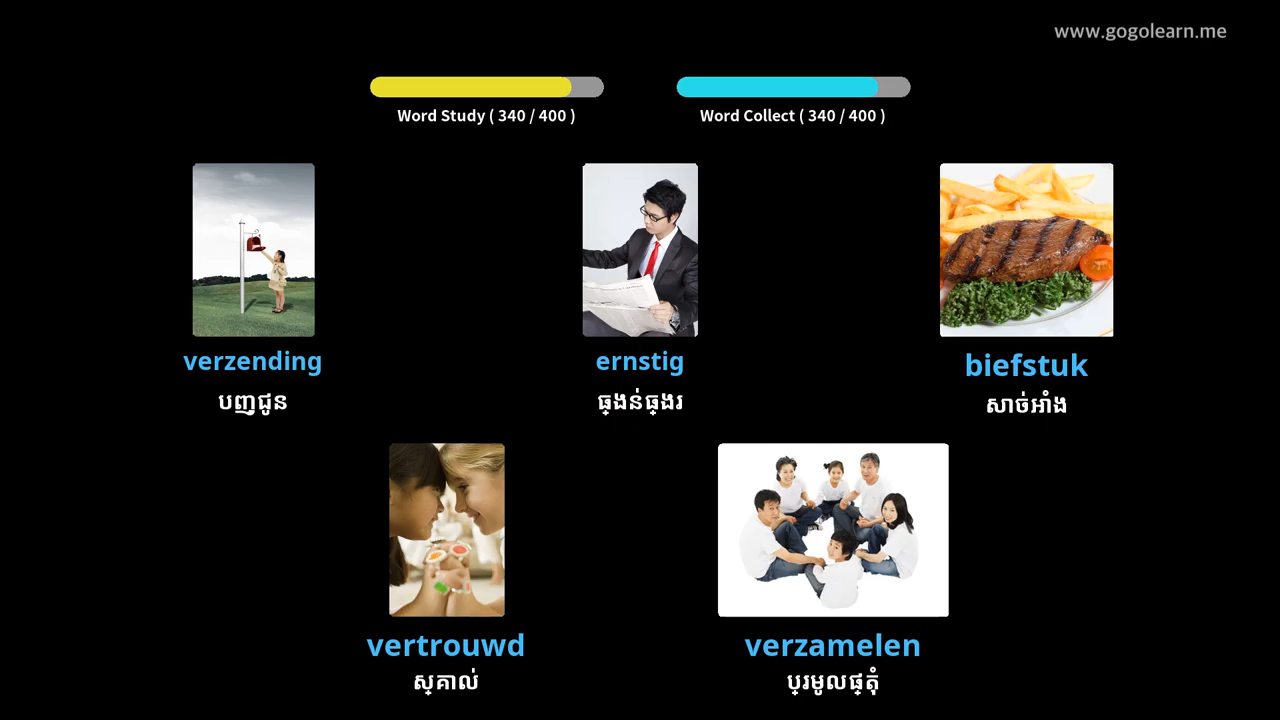 www.gogolearn.me
Word Study ( 340 / 400 )
Word Collect ( 340 / 400 )
verzending
បញ្ជូន
ernstig
ធ្ងន់ធ្ងរ
biefstuk
សាច់អាំង
vertrouwd
ស្គាល់
verzamelen
ប្រមូលផ្តុំ